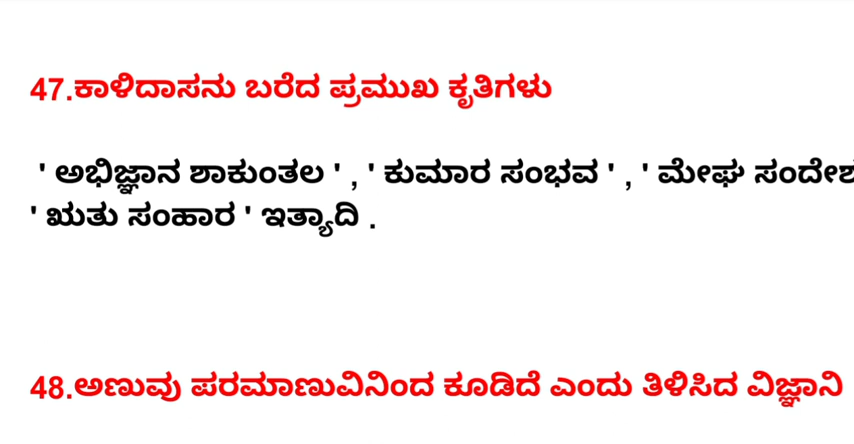 47.ಕಾಳಿದಾಸನು ಬರೆದ ಪ್ರಮುಖ ಕೃತಿಗಳು
' ಅಭಿಜ್ಞಾನ ಶಾಕುಂತಲ ' , ' ಕುಮಾರ ಸಂಭವ ' , ' ಮೇಘ
' ಋತು ಸಂಹಾರ ' ಇತ್ಯಾದಿ .
48.ಅಣುವು ಪರಮಾಣುವಿನಿಂದ ಕೂಡಿದೆ ಎಂದು ತಿಳಿಸಿದ ವಿಜ್ಞಾನಿ